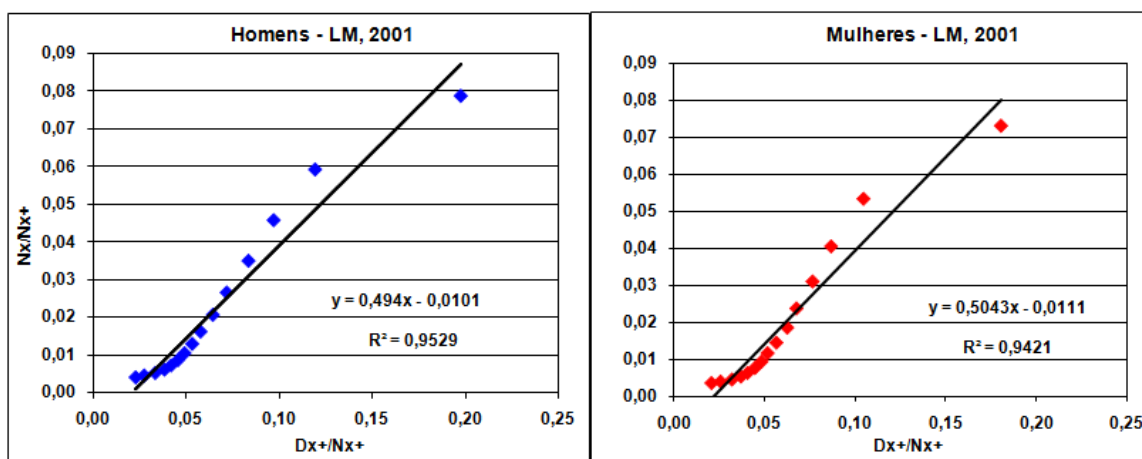 Homens - LM, 2001
Nx/Nx+
0,09
0,08
0,07
0,06
0,05
0,04
0,03
0,02
0,01
0,00
y = 0,494x - 0,0101
R² = 0,9529
0,00 0,05 0,10 0,15 0,20 0,25
Dx+/Nx+
Mulheres - LM, 2001
0,09
0,08
0,07
0,06
0,05
0,04
0,03
0,02
0,01
0,00
y = 0,5043x - 0,0111
R² = 0,9421
0,00 0,05 0,10 0,15 0,20 0,25
Dx+/Nx+